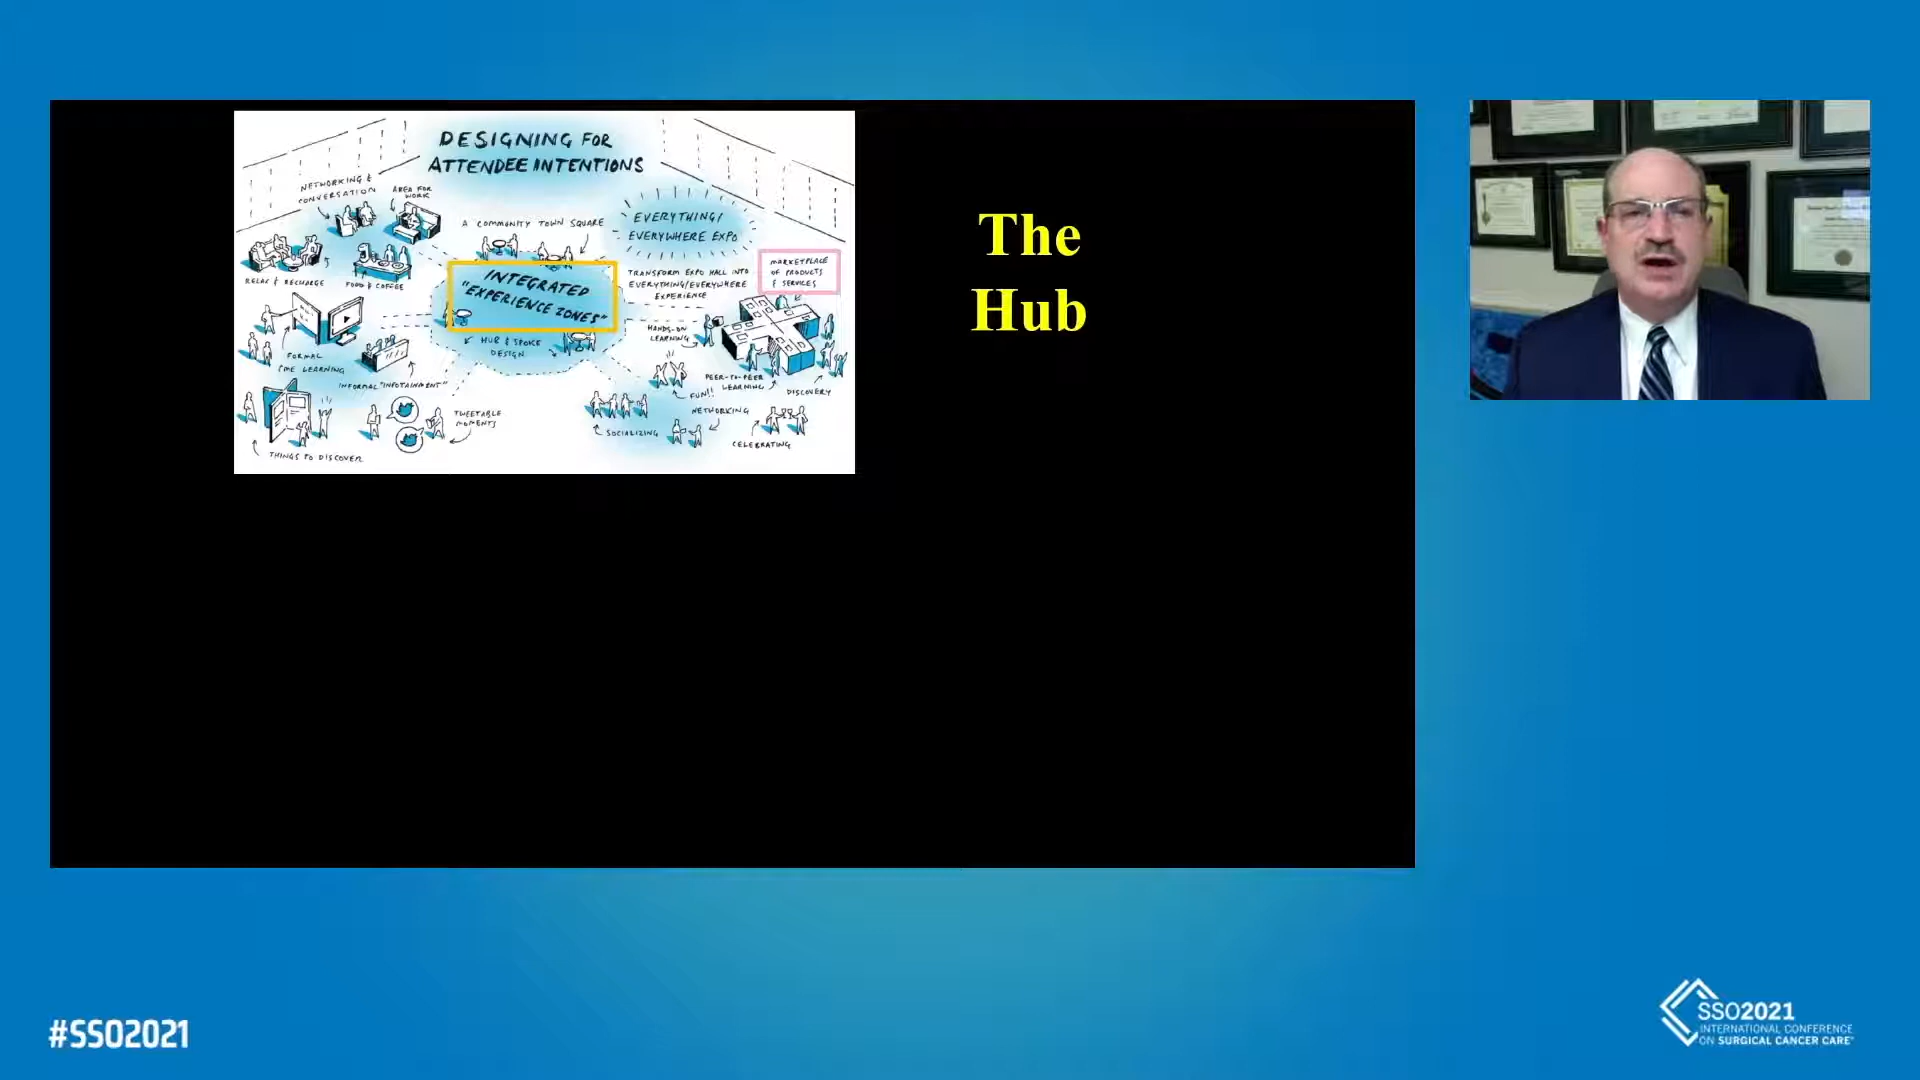 DESIGNING FOR
ATTENDEE INTENTIONS
NETWORKING &
CONVERSATION
AREA FOR
WORK
A COMMUNITY TOWN SQUARE
EVERYTHING/
EVERYWHERE EXPO
RELAX & RECHARGE
FOOD & COFFEE
INTEGRATED
"EXPERIENCE ZONES"
TRANSFORM EXPO HALL INTO
EVERYTHING/EVERYWHERE
EXPERIENCE
MARKETPLACE
OF PRODUCTS
& SERVICES
HUB & SPOKE
DESIGN
HANDS-ON
LEARNING
FORMAL
CME LEARNING
INFORMAL "INFOTAINMENT"
PEER-TO-PEER
LEARNING
DISCOVERY
FUN!!
NETWORKING
TWEETABLE
MOMENTS
SOCIALIZING
CELEBRATING
THINGS TO DISCOVER
The
Hub
#SSO2021
SSO2021
INTERNATIONAL CONFERENCE
ON SURGICAL CANCER CARE